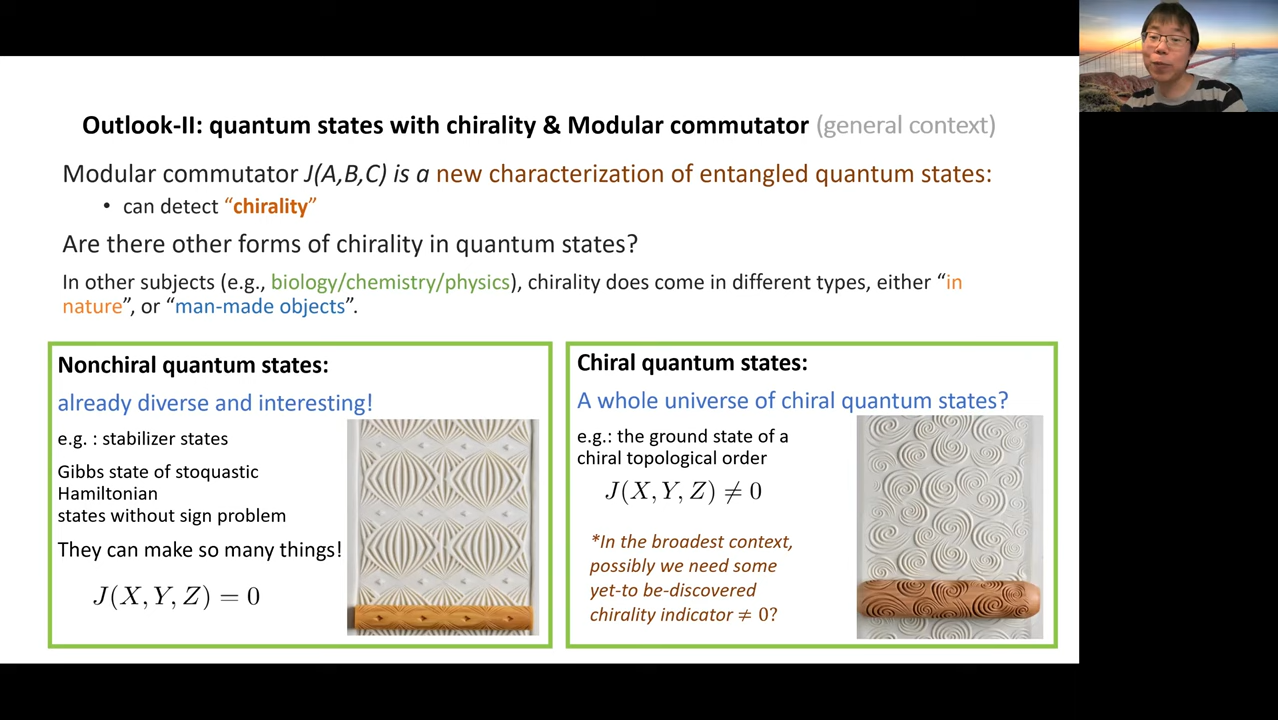 Outlook-II: quantum states with chirality & Modular commutator (general context)
Modular commutator J(A,B,C) is a new characterization of entangled quantum states:
• can detect “chirality”
Are there other forms of chirality in quantum states?
In other subjects (e.g., biology/chemistry/physics), chirality does come in different types, either “in
nature”, or “man-made objects”.
Nonchiral quantum states:
already diverse and interesting!
e.g. : stabilizer states
Gibbs state of stoquastic
Hamiltonian
states without sign problem
They can make so many things!
J(X, Y, Z) = 0
Chiral quantum states:
A whole universe of chiral quantum states?
e.g.: the ground state of a
chiral topological order
J(X, Y, Z) ≠ 0
*In the broadest context,
possibly we need some
yet-to be-discovered
chirality indicator ≠ 0?